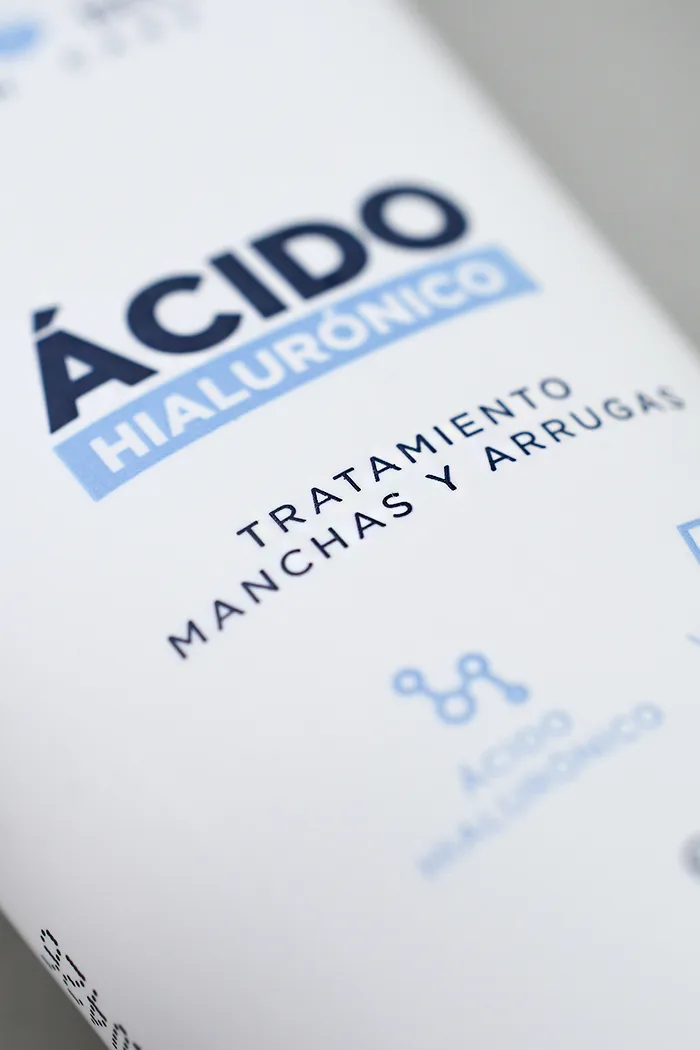 ÁCIDO
HIALURÓNICO
TRATAMIENTO
MANCHAS Y ARRUGAS
ÁCIDO
HIALURÓNICO